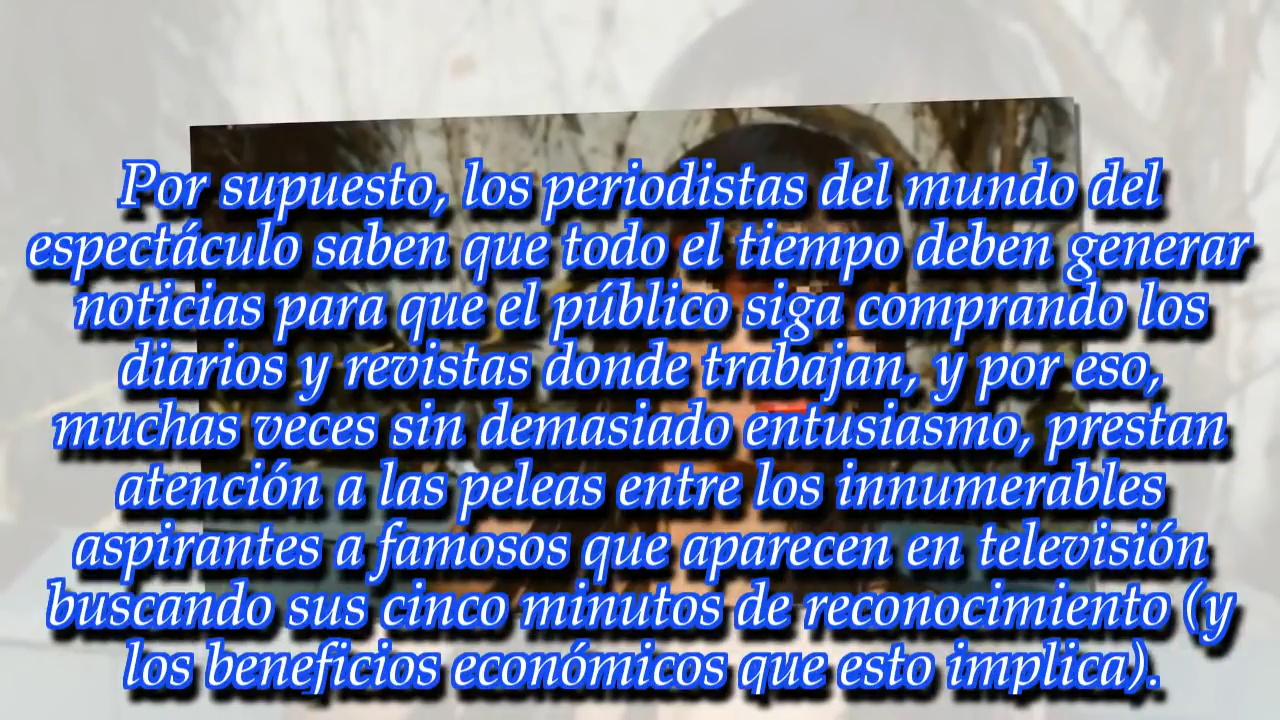 Por supuesto, los periodistas del mundo del
espectáculo saben que todo el tiempo deben generar
noticias para que el público siga comprando los
diarios y revistas donde trabajan, y por eso,
muchas veces sin demasiado entusiasmo, prestan
atención a las peleas entre los innumerables
aspirantes a famosos que aparecen en televisión
buscando sus cinco minutos de reconocimiento (y
los beneficios económicos que esto implica).